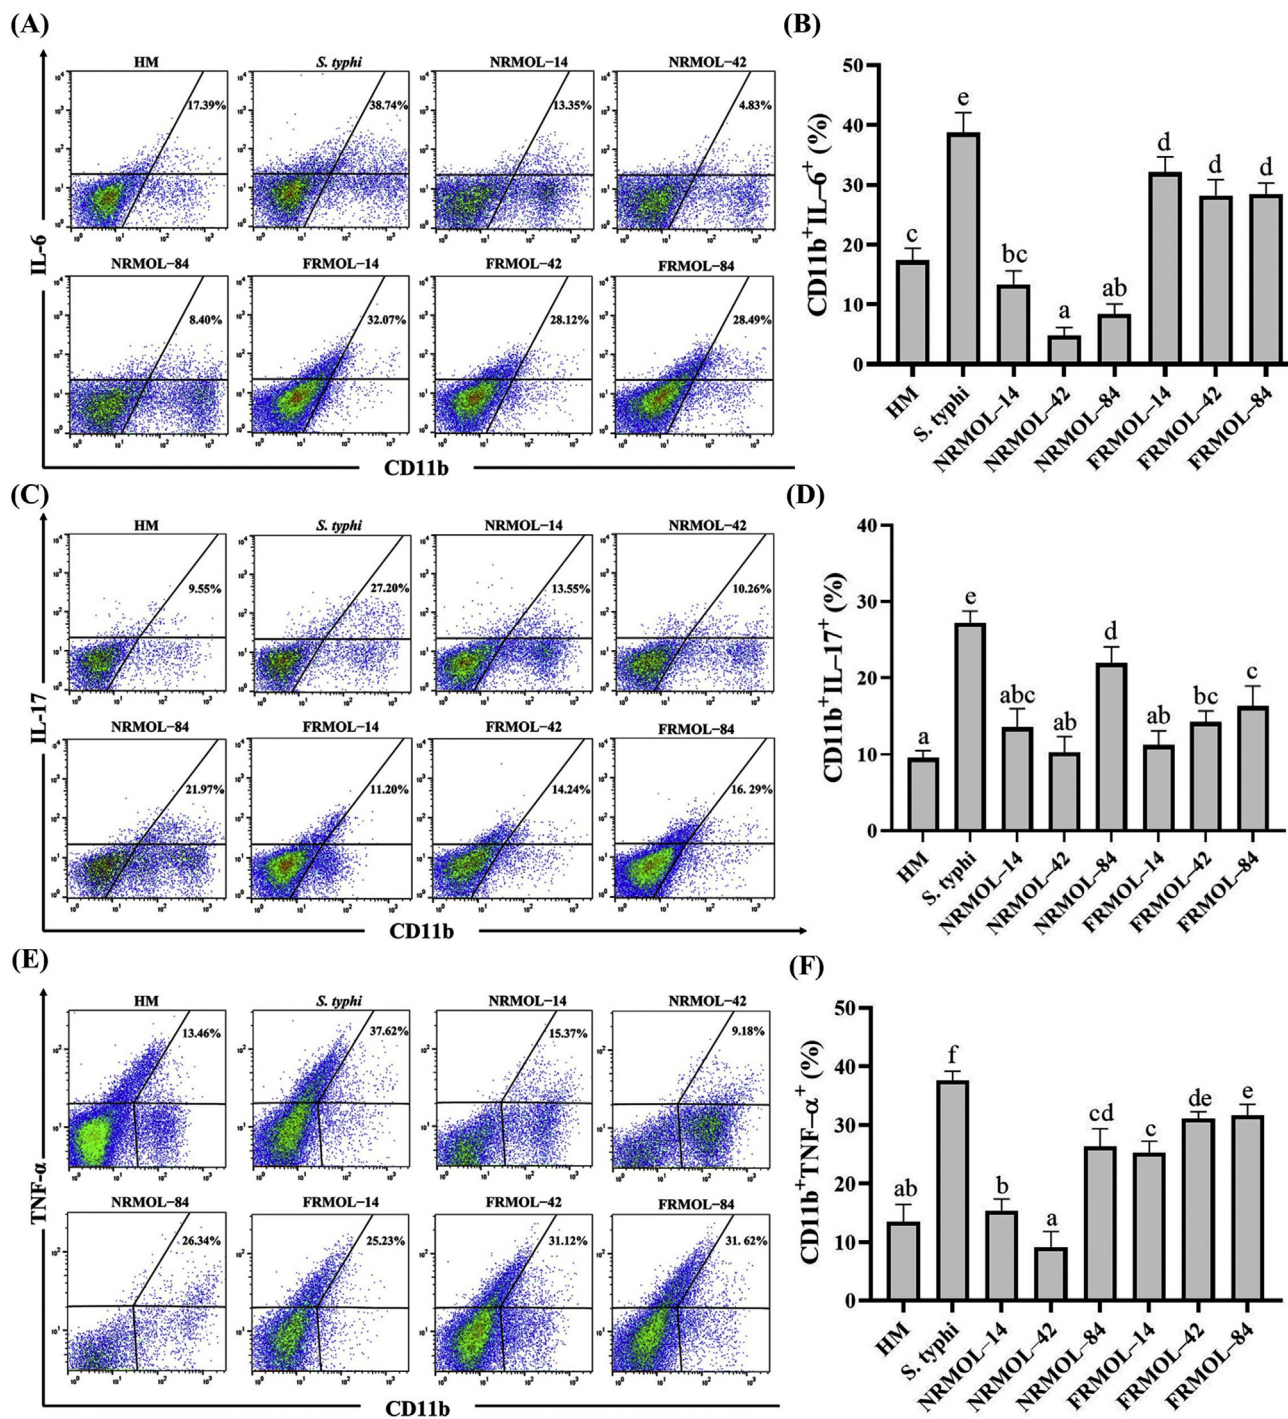 (A)
HM S. typhi NRMOL−14 NRMOL−42
17.39% 38.74% 13.35% 4.83%
NRMOL−84 FRMOL−14 FRMOL−42 FRMOL−84
8.40% 32.07% 28.12% 28.49%
IL-6
CD11b
(B)
CD11b+IL−6+ (%)
50
40
30
20
10
0
c e bc a ab d d d
HM S. typhi NRMOL−14 NRMOL−42 NRMOL−84 FRMOL−14 FRMOL−42 FRMOL−84
(C)
HM S. typhi NRMOL−14 NRMOL−42
9.55% 27.20% 13.55% 10.26%
NRMOL−84 FRMOL−14 FRMOL−42 FRMOL−84
21.97% 11.20% 14.24% 16. 29%
IL-17
CD11b
(D)
CD11b+IL−17+ (%)
40
30
20
10
0
a e abc ab d ab bc c
HM S. typhi NRMOL−14 NRMOL−42 NRMOL−84 FRMOL−14 FRMOL−42 FRMOL−84
(E)
HM S. typhi NRMOL−14 NRMOL−42
13.46% 37.62% 15.37% 9.18%
NRMOL−84 FRMOL−14 FRMOL−42 FRMOL−84
26.34% 25.23% 31.12% 31. 62%
TNF-α
CD11b
(F)
CD11b+TNF−α+ (%)
50
40
30
20
10
0
ab f b a cd c de e
HM S. typhi NRMOL−14 NRMOL−42 NRMOL−84 FRMOL−14 FRMOL−42 FRMOL−84